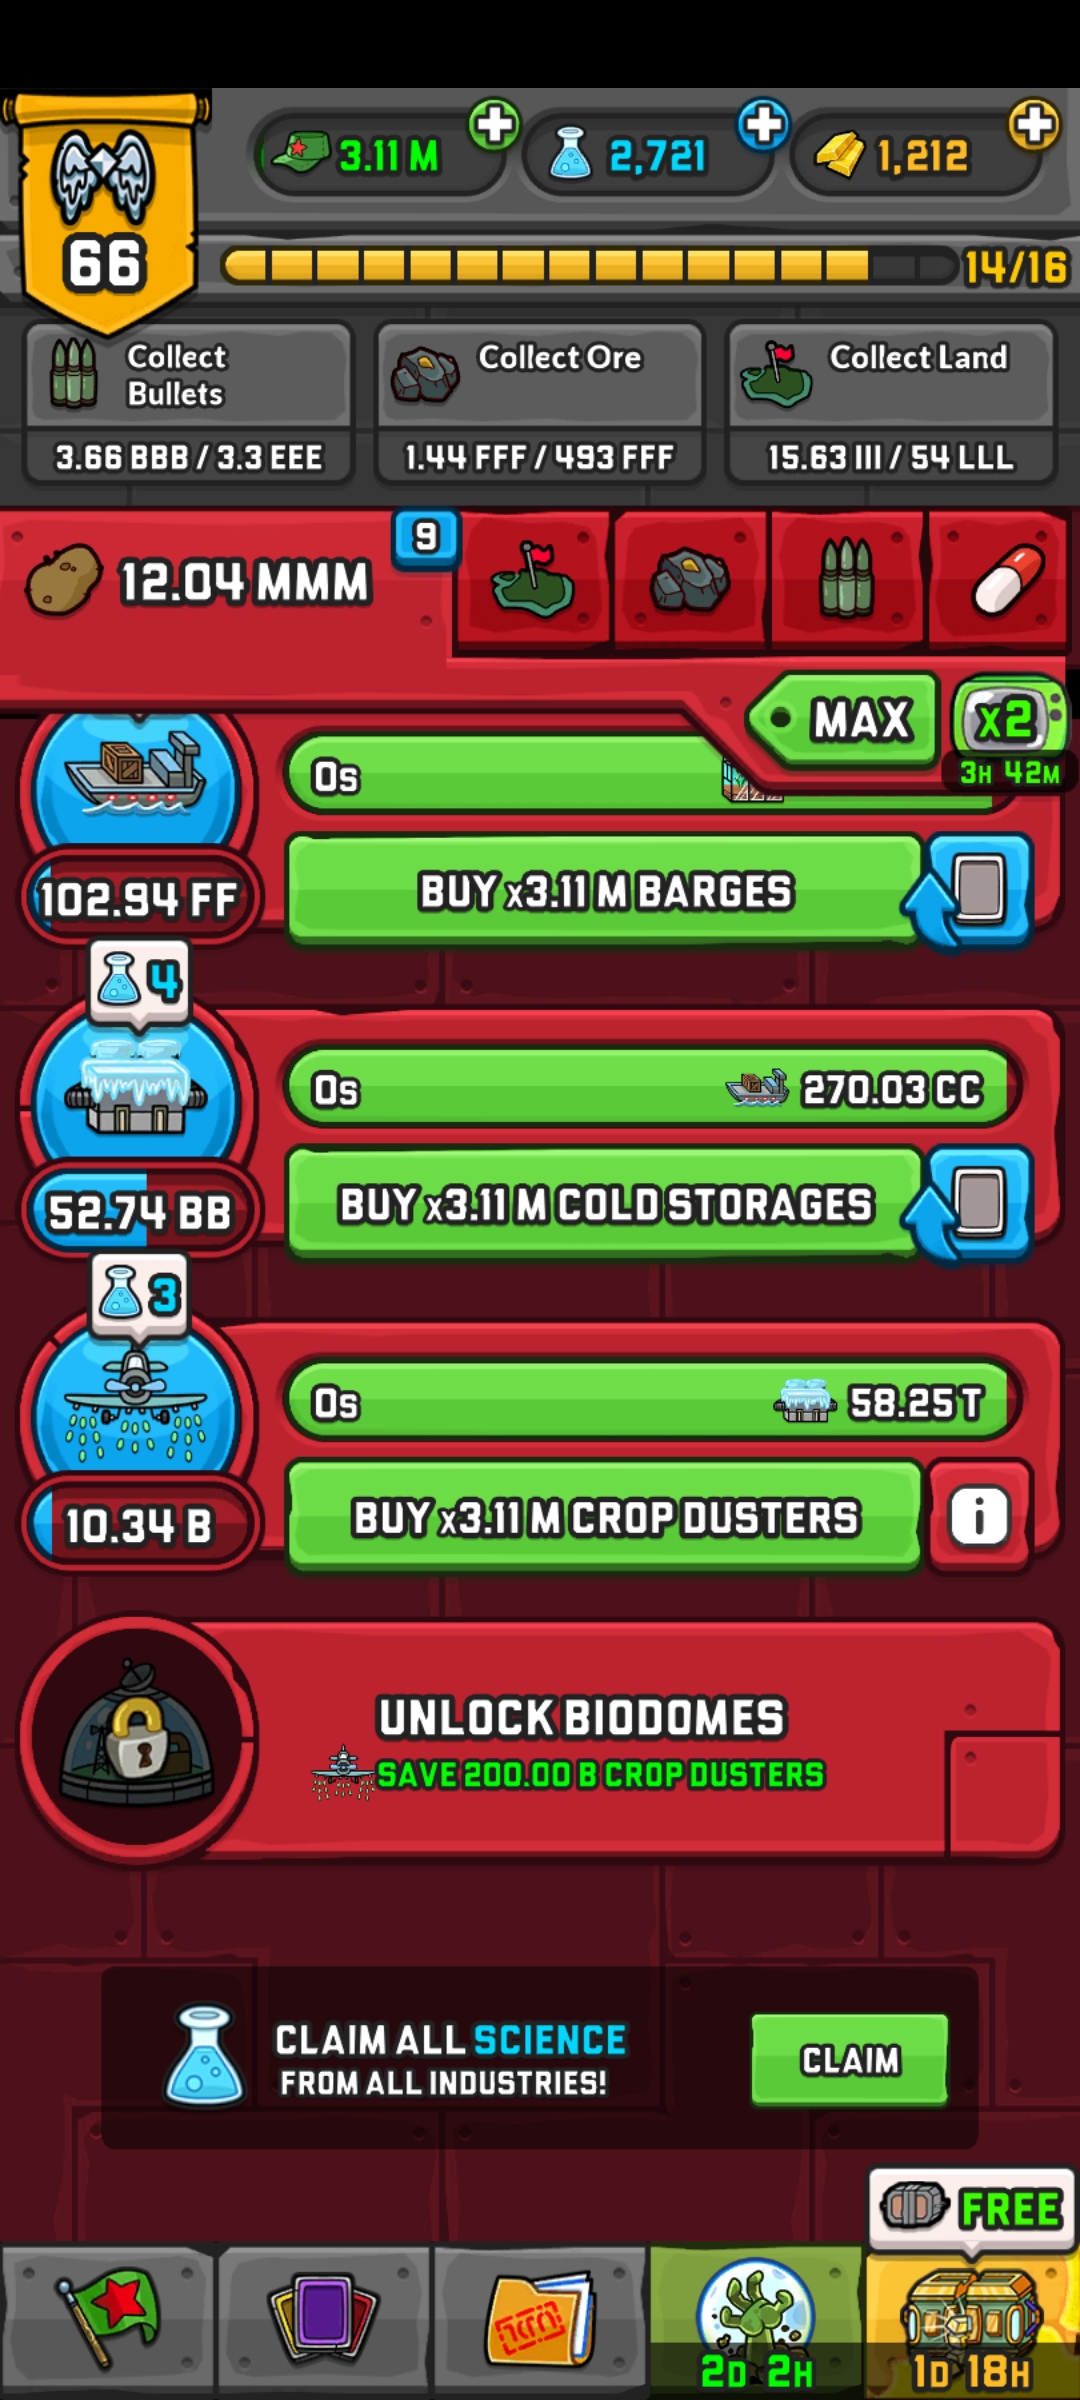 66
3.11 M
2,721
1,212
14/16
Collect
Bullets
3.66 BBB / 3.3 EEE
Collect Ore
1.44 FFF / 493 FFF
Collect Land
15.63 III / 54 LLL
12.04 MMM
9
MAX
x2
3H 42M
0s
102.94 FF
BUY x3.11 M BARGES
4
0s
270.03 CC
52.74 BB
BUY x3.11 M COLD STORAGES
3
0s
58.25 T
10.34 B
BUY x3.11 M CROP DUSTERS
i
UNLOCK BIODOMES
SAVE 200.00 B CROP DUSTERS
CLAIM ALL SCIENCE
FROM ALL INDUSTRIES!
CLAIM
FREE
2D 2H
1D 18H